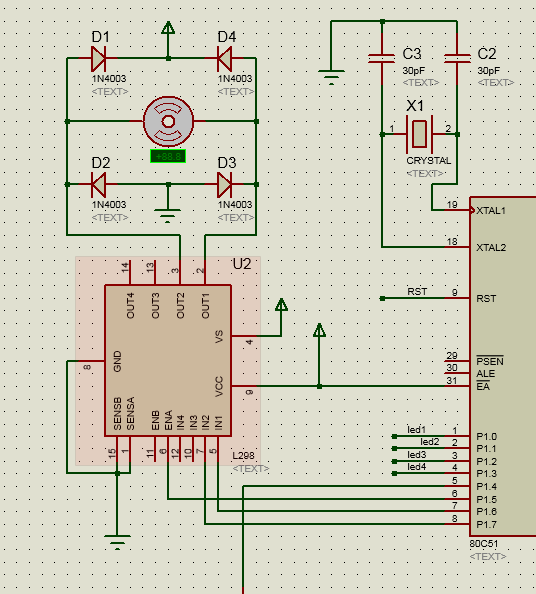 D1
D4
1N4003
<TEXT>
1N4003
<TEXT>
C3
30pF
<TEXT>
C2
30pF
<TEXT>
X1
1
2
CRYSTAL
<TEXT>
D2
D3
1N4003
<TEXT>
1N4003
<TEXT>
19
XTAL1
18
XTAL2
U2
14
13
3
2
OUT4
OUT3
OUT2
OUT1
RST
9
RST
VS
4
8
GND
29
PSEN
30
ALE
31
EA
VCC
9
SENSB
SENSA
ENB
ENA
IN4
IN3
IN2
IN1
15
1
11
6
12
10
7
5
L298
<TEXT>
led1
1
P1.0
led2
2
P1.1
led3
3
P1.2
led4
4
P1.3
5
P1.4
6
P1.5
7
P1.6
8
P1.7
80C51
<TEXT>